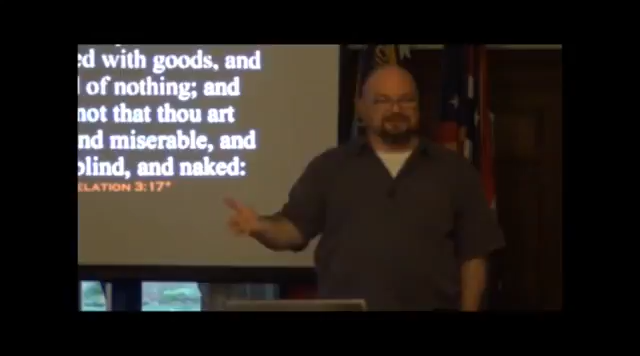 ed with goods, and
of nothing; and
not that thou art
nd miserable, and
blind, and naked:
ELATION 3:17*